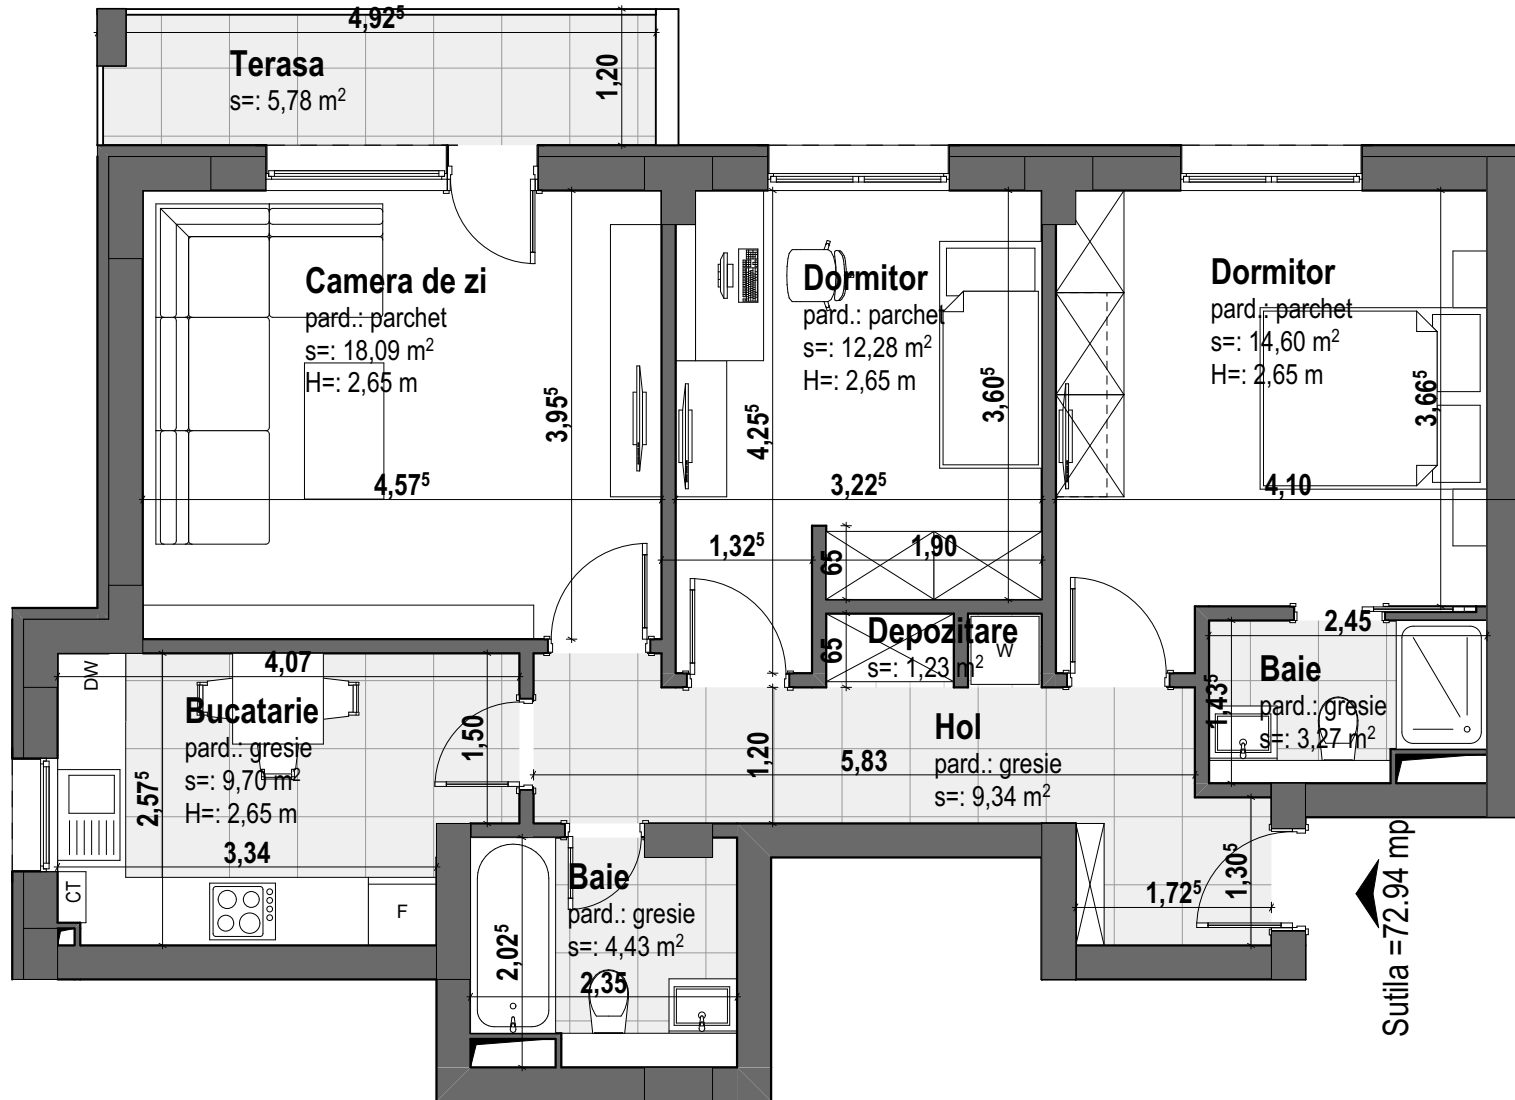 4,92⁵
Terasa
s=: 5,78 m²
1,20
Camera de zi
pard.: parchet
s=: 18,09 m²
H=: 2,65 m
3,95⁵
4,57⁵
Dormitor
pard.: parchet
s=: 12,28 m²
H=: 2,65 m
4,25⁵
3,60⁵
3,22⁵
1,32⁵
65
1,90
Dormitor
pard.: parchet
s=: 14,60 m²
H=: 2,65 m
3,66⁵
4,10
Depozitare
s=: 1,23 m²
65
W
2,45
Baie
pard.: gresie
s=: 3,27 m²
1,43⁵
DW
4,07
Bucatarie
pard.: gresie
s=: 9,70 m²
H=: 2,65 m
1,50
2,57⁵
3,34
CT
F
Hol
pard.: gresie
s=: 9,34 m²
1,20
5,83
Baie
pard.: gresie
s=: 4,43 m²
2,02⁵
2,35
1,72⁵
1,30⁵
Sutila =72.94 mp